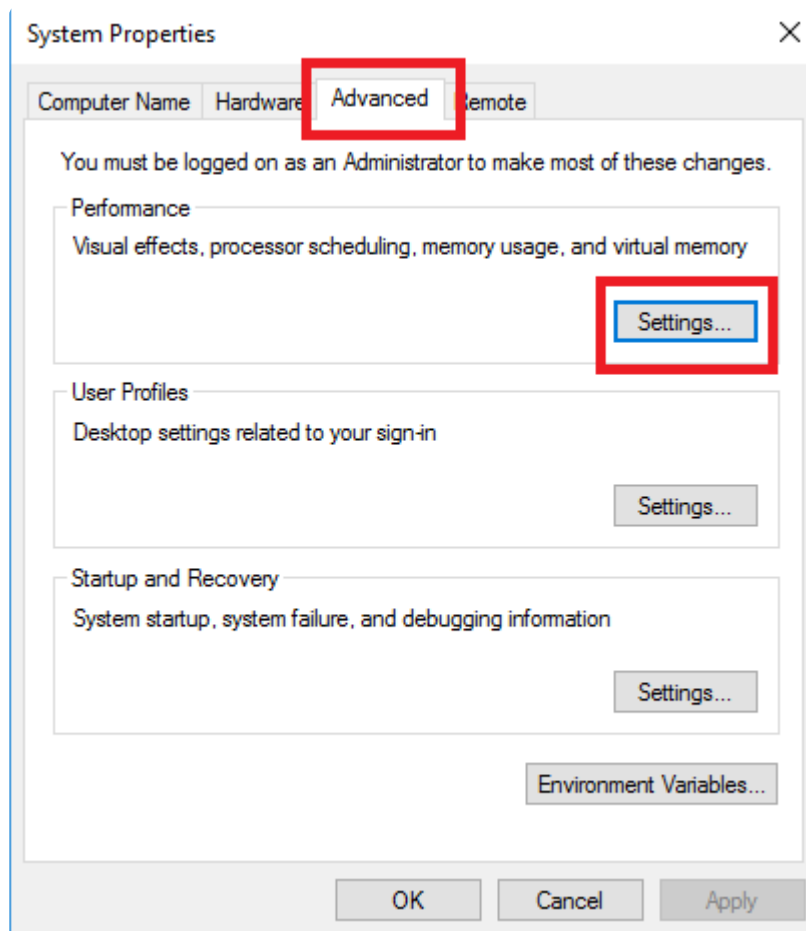 System Properties
Computer Name Hardware Advanced Remote
You must be logged on as an Administrator to make most of these changes.
Performance
Visual effects, processor scheduling, memory usage, and virtual memory
Settings...
User Profiles
Desktop settings related to your sign-in
Settings...
Startup and Recovery
System startup, system failure, and debugging information
Settings...
Environment Variables...
OK Cancel Apply